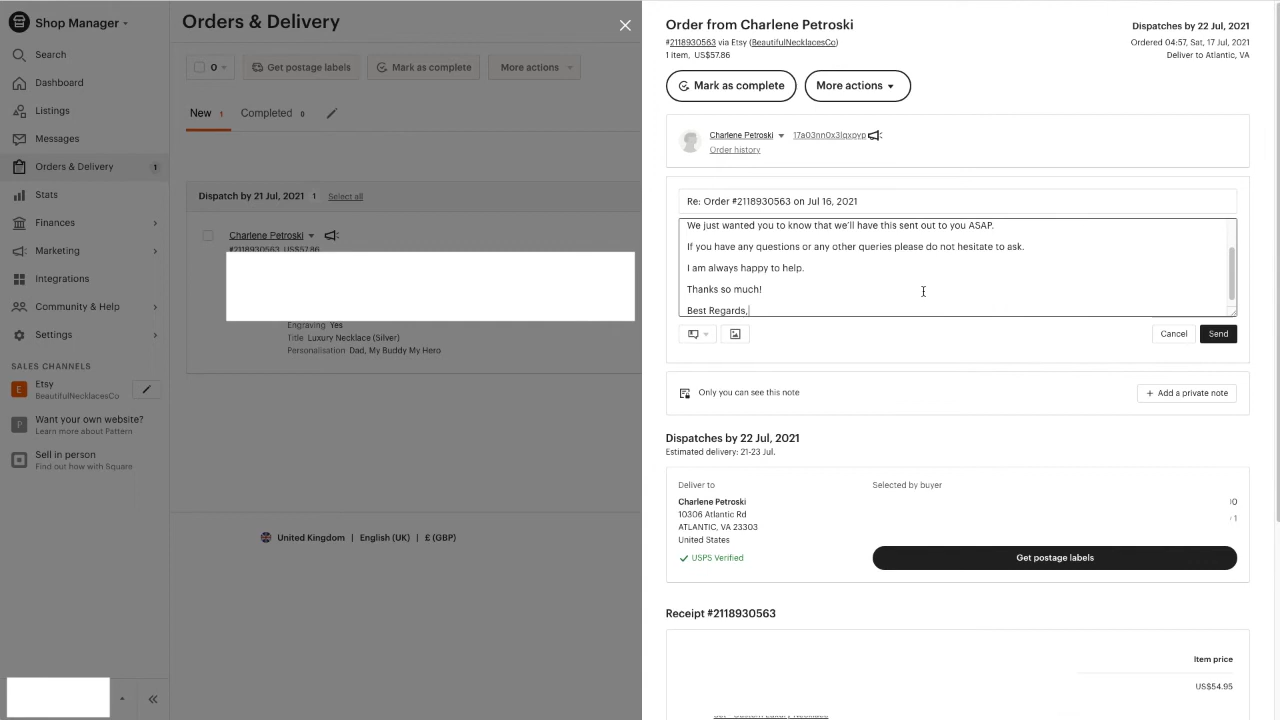 Shop Manager
Search
Dashboard
Listings
Messages
Orders & Delivery 1
Stats
Finances
Marketing
Integrations
Community & Help
Settings
SALES CHANNELS
E Etsy
BeautifulNecklacesCo
P Want your own website?
Learn more about Pattern
Sell in person
Find out how with Square
Orders & Delivery
0
Get postage labels
Mark as complete
More actions
New 1
Completed 0
Dispatch by 21 Jul, 2021 1 Select all
Charlene Petroski
#2118930563 US$57.86
Engraving Yes
Title Luxury Necklace (Silver)
Personalisation Dad, My Buddy My Hero
United Kingdom | English (UK) | £ (GBP)
Order from Charlene Petroski
#2118930563 via Etsy (BeautifulNecklacesCo)
1 item, US$57.86
Dispatches by 22 Jul, 2021
Ordered 04:57, Sat, 17 Jul, 2021
Deliver to Atlantic, VA
Mark as complete
More actions
Charlene Petroski
Order history
Re: Order #2118930563 on Jul 16, 2021
We just wanted you to know that we'll have this sent out to you ASAP.
If you have any questions or any other queries please do not hesitate to ask.
I am always happy to help.
Thanks so much!
Best Regards,
Cancel
Send
Only you can see this note
+ Add a private note
Dispatches by 22 Jul, 2021
Estimated delivery: 21-23 Jul.
Deliver to
Charlene Petroski
10306 Atlantic Rd
ATLANTIC, VA 23303
United States
USPS Verified
Selected by buyer
Get postage labels
Receipt #2118930563
Item price
US$54.95